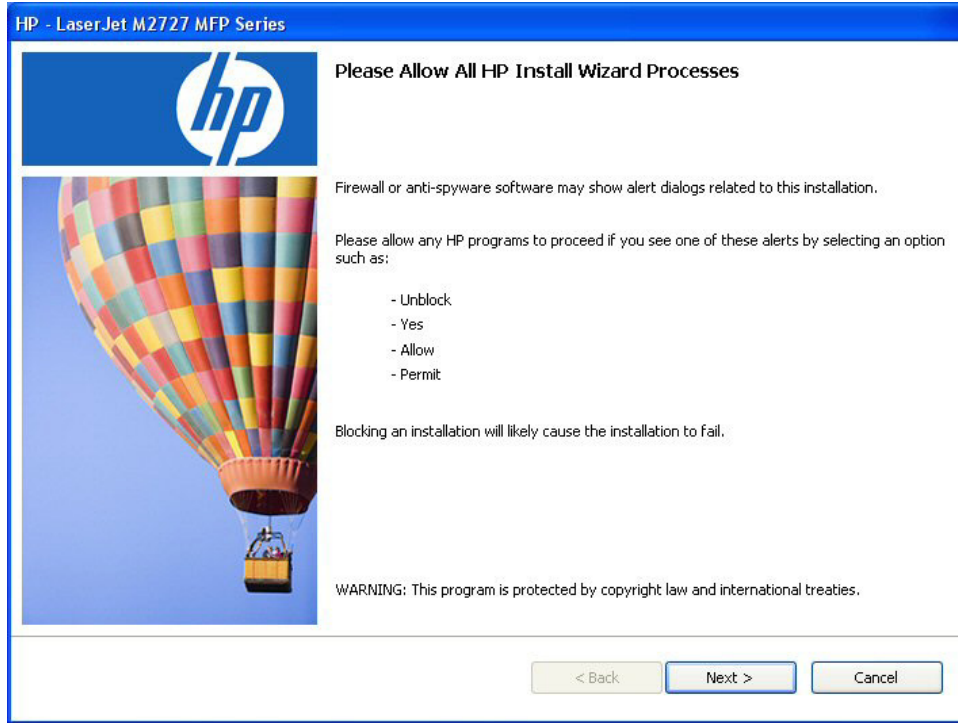 HP - LaserJet M2727 MFP Series
hp
Please Allow All HP Install Wizard Processes
Firewall or anti-spyware software may show alert dialogs related to this installation.
Please allow any HP programs to proceed if you see one of these alerts by selecting an option
such as:
- Unblock
- Yes
- Allow
- Permit
Blocking an installation will likely cause the installation to fail.
WARNING: This program is protected by copyright law and international treaties.
< Back
Next >
Cancel